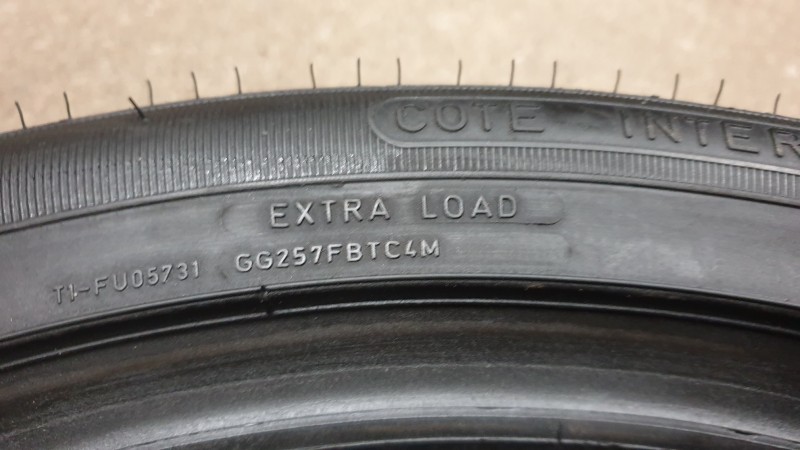 COTE INTER
EXTRA LOAD
T1-FU05731 GG257FBTC4M